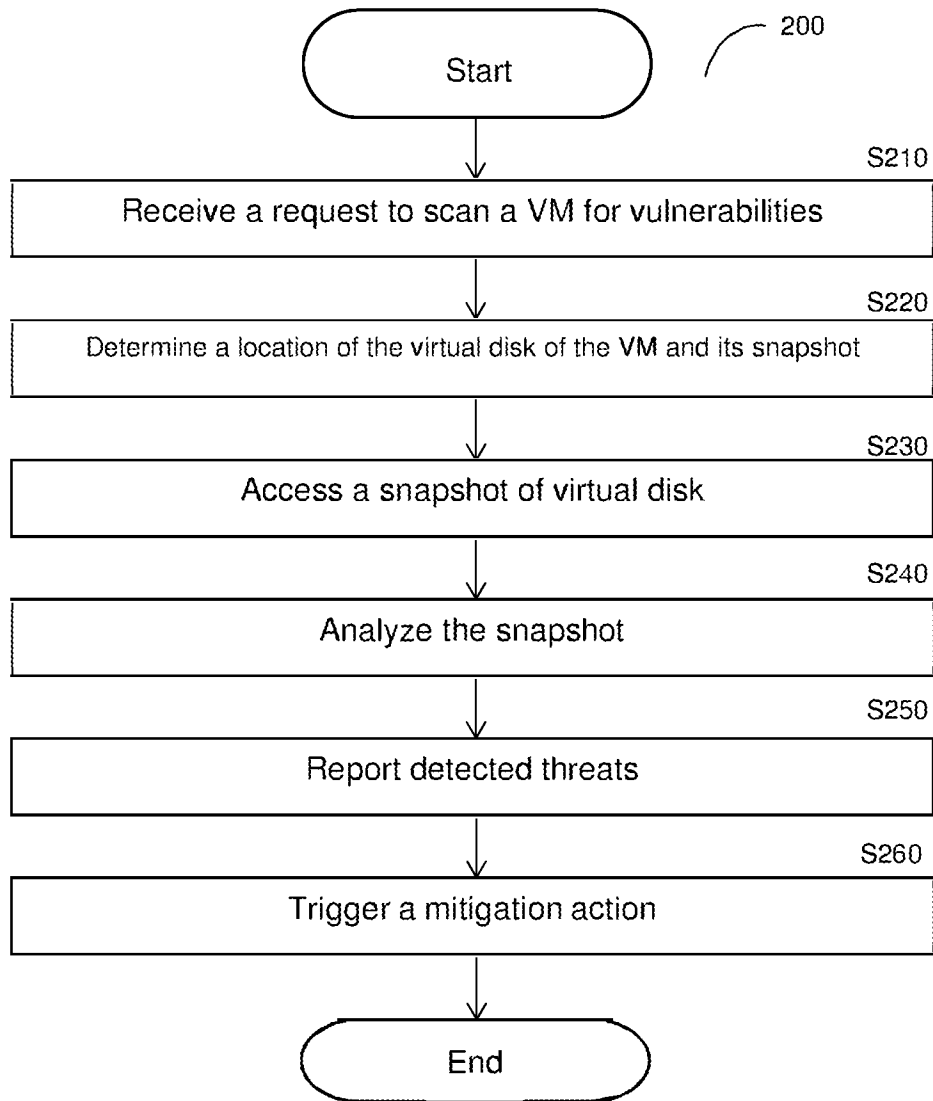 200
Start
S210
Receive a request to scan a VM for vulnerabilities
S220
Determine a location of the virtual disk of the VM and its snapshot
S230
Access a snapshot of virtual disk
S240
Analyze the snapshot
S250
Report detected threats
S260
Trigger a mitigation action
End